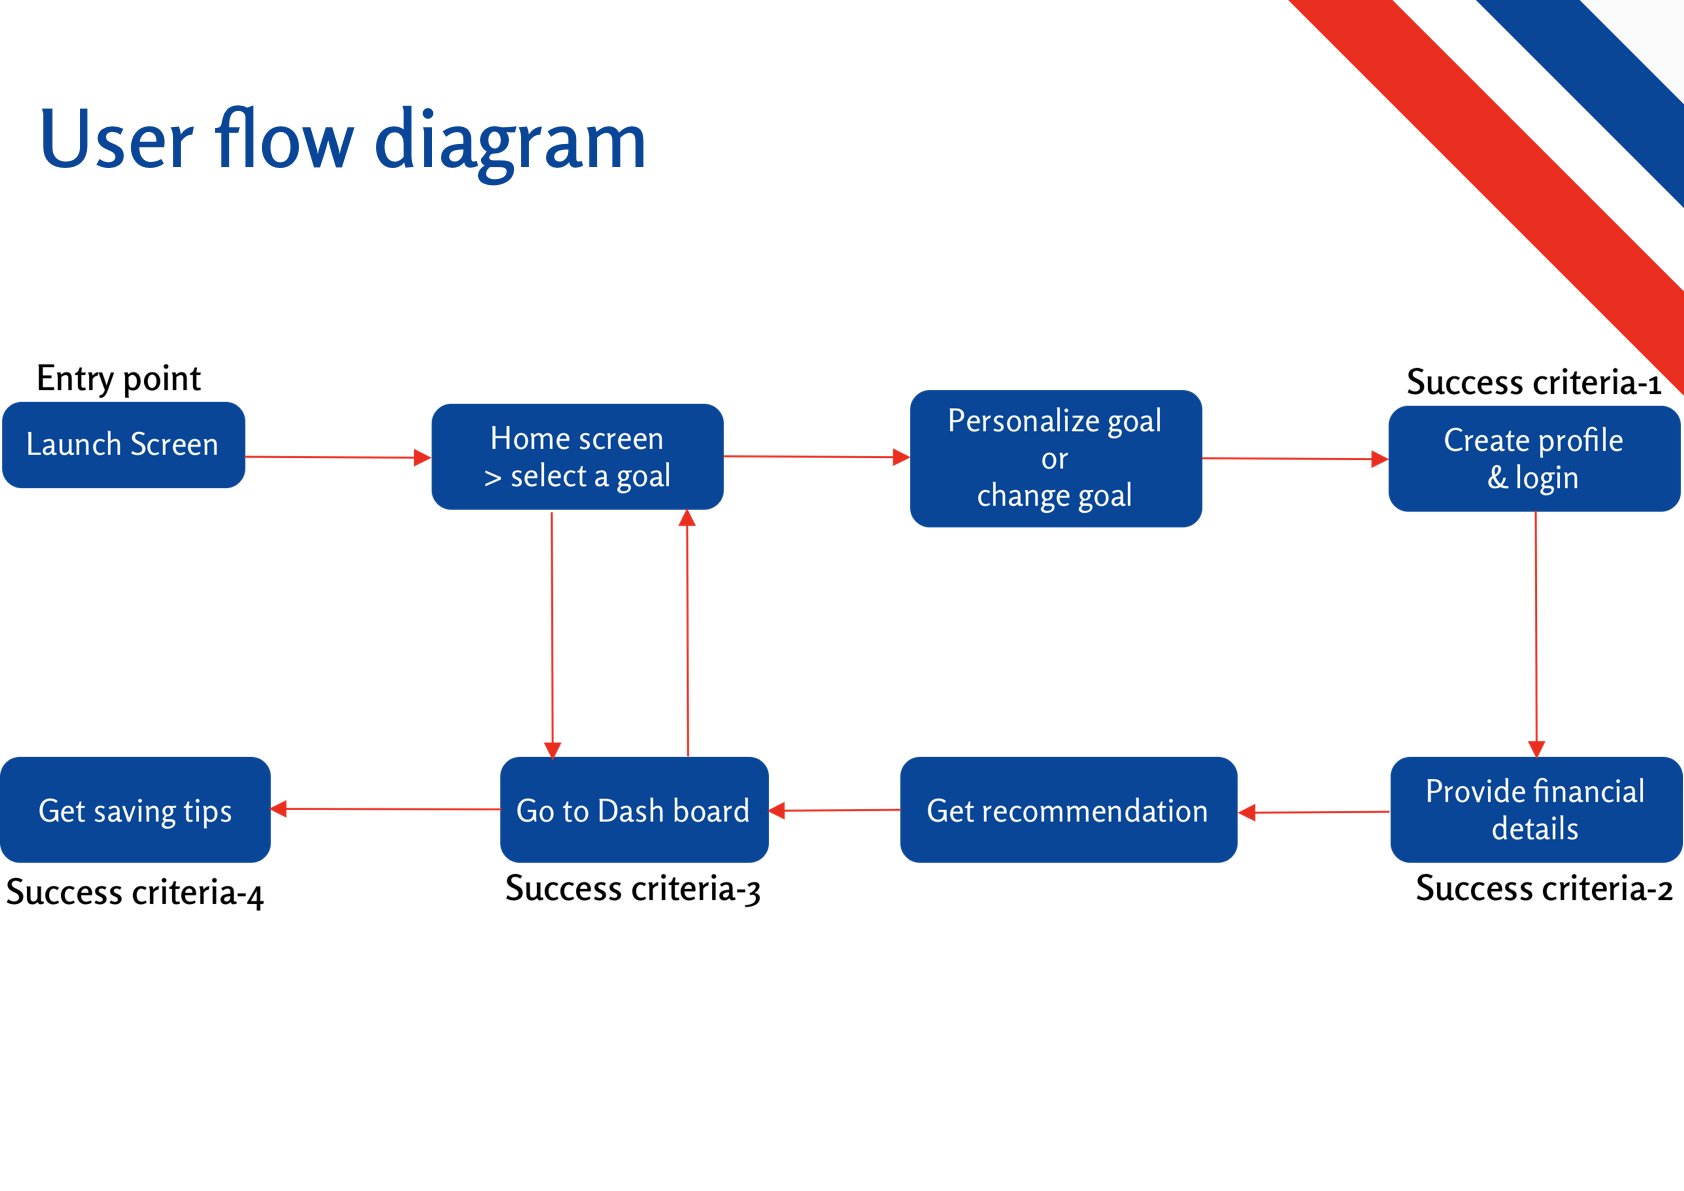 User flow diagram
Entry point
Launch Screen
Home screen
> select a goal
Personalize goal
or
change goal
Success criteria-1
Create profile
& login
Get saving tips
Success criteria-4
Go to Dash board
Success criteria-3
Get recommendation
Provide financial
details
Success criteria-2